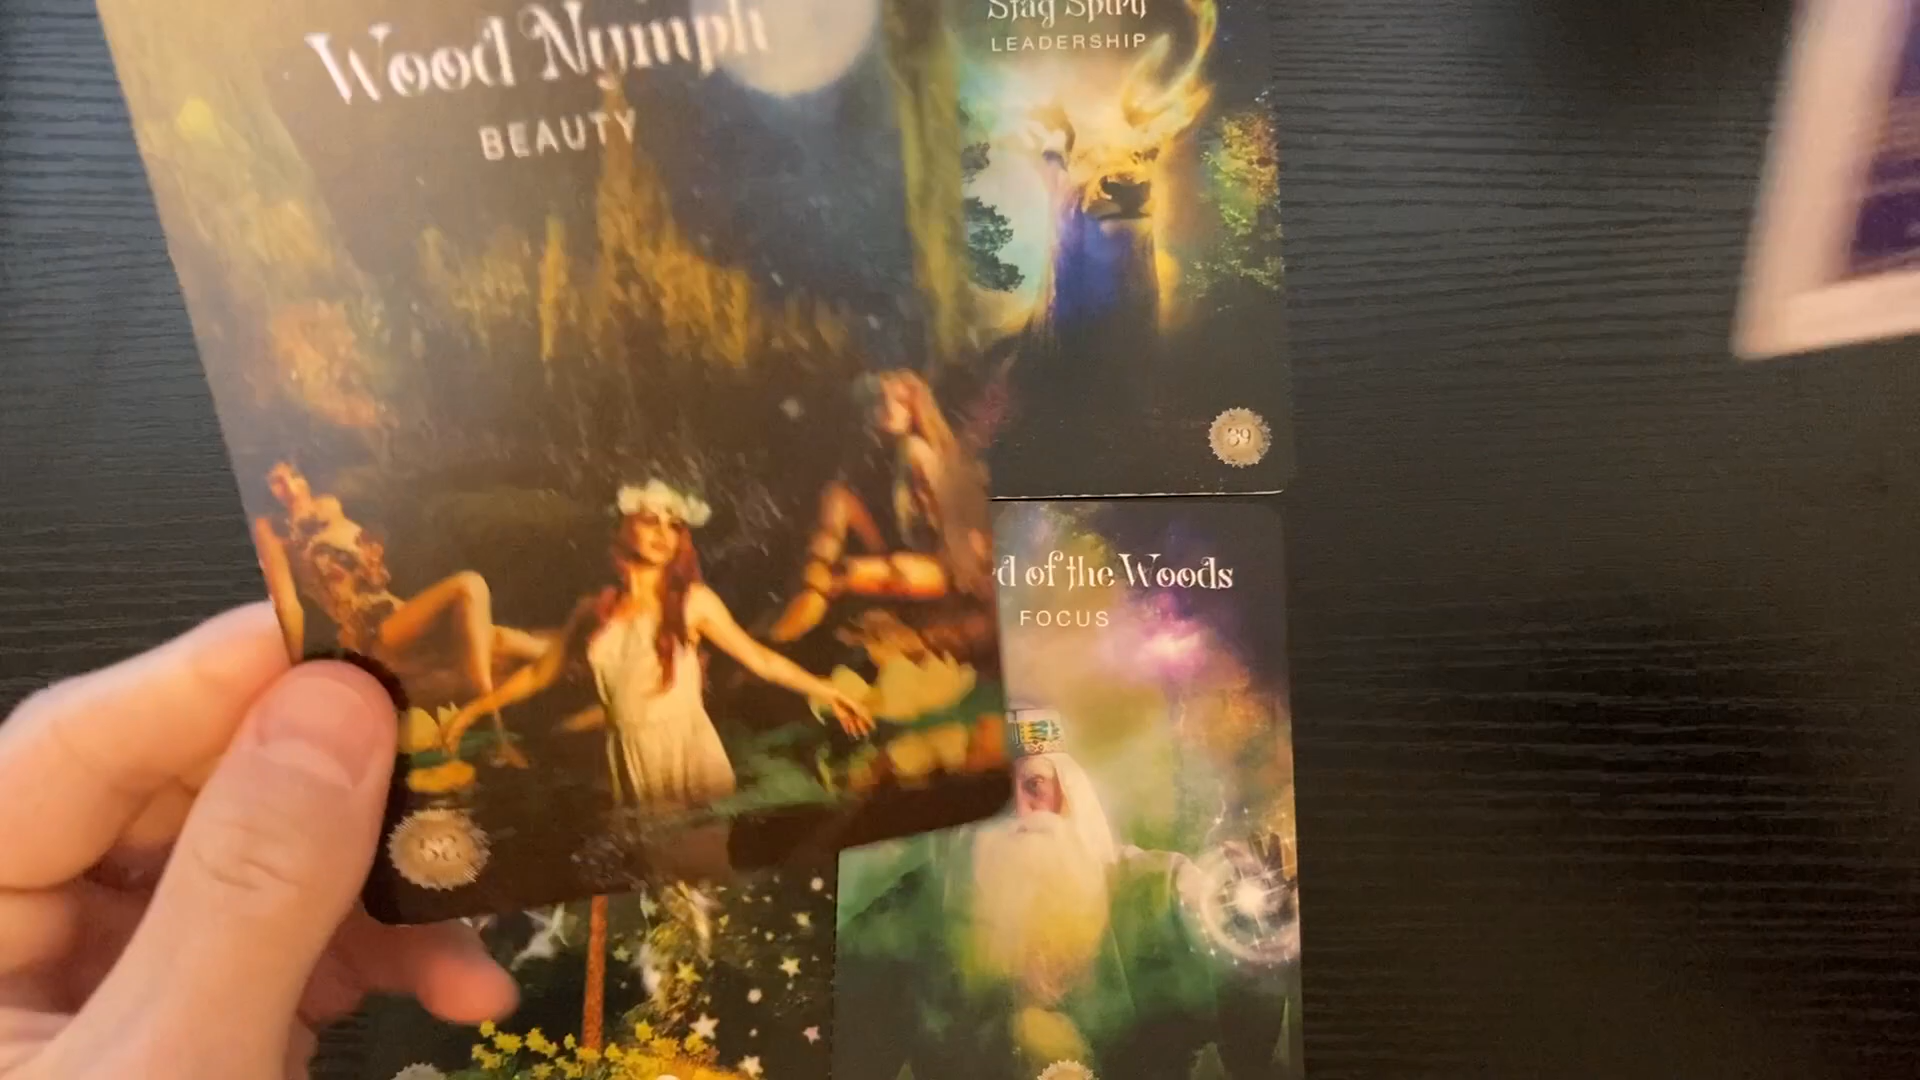 Wood Nymph
BEAUTY
Stag Spirit
LEADERSHIP
39
d of the Woods
FOCUS